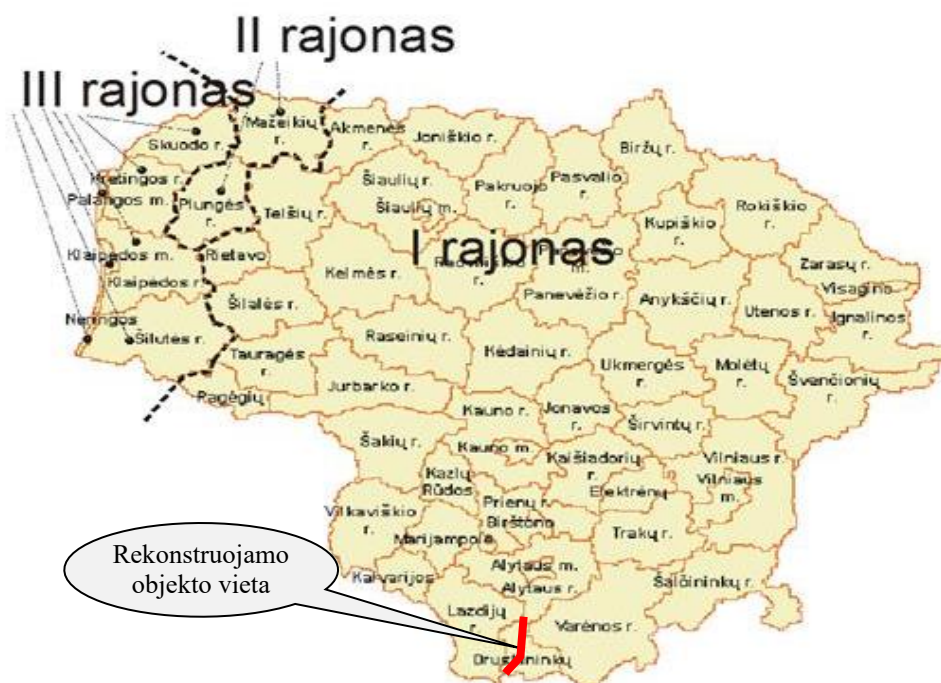 II rajonas
III rajonas
Mažeikių
r.
Akmenės
r.
Joniškio r.
Skuodo r.
Biržų r.
Kretingos r.
Palangos m.
Plungės
r.
Telšių r.
Šiaulių r.
Šiaulių m.
Pakruojo
r.
Pasvalio
r.
Kupiškio
r.
Rokiškio
r.
I rajonas
m.
Klaipėdos m.
Klaipėdos r.
Rietavo
Kelmės r.
Panevėžio r.
Anykščių r.
Zarasų r.
Visagino
Utenos r.
Ignalinos
r.
Neringos
Šilutės r.
Šilalės r.
Raseinių r.
Kėdainių r.
Ukmergės
r.
Molėtų
r.
Švenčionių
r.
Tauragės
r.
Pagėgių
Jurbarko r.
Kauno r.
Jonavos
r.
Širvintų r.
Šakių r.
Kauno m.
Kaišiadorių
r.
Vilniaus r.
Vilniaus
m.
Kazlų
Rūdos
Prienų r.
Elektrėnų
Vilkaviškio
r.
Birštono
Marijampolė
Trakų r.
Rekonstruojamo
objekto vieta
Kalvarijos
Alytaus m.
Alytaus r.
Šalčininkų r.
Lazdijų
r.
Varėnos r.
Druskininkų